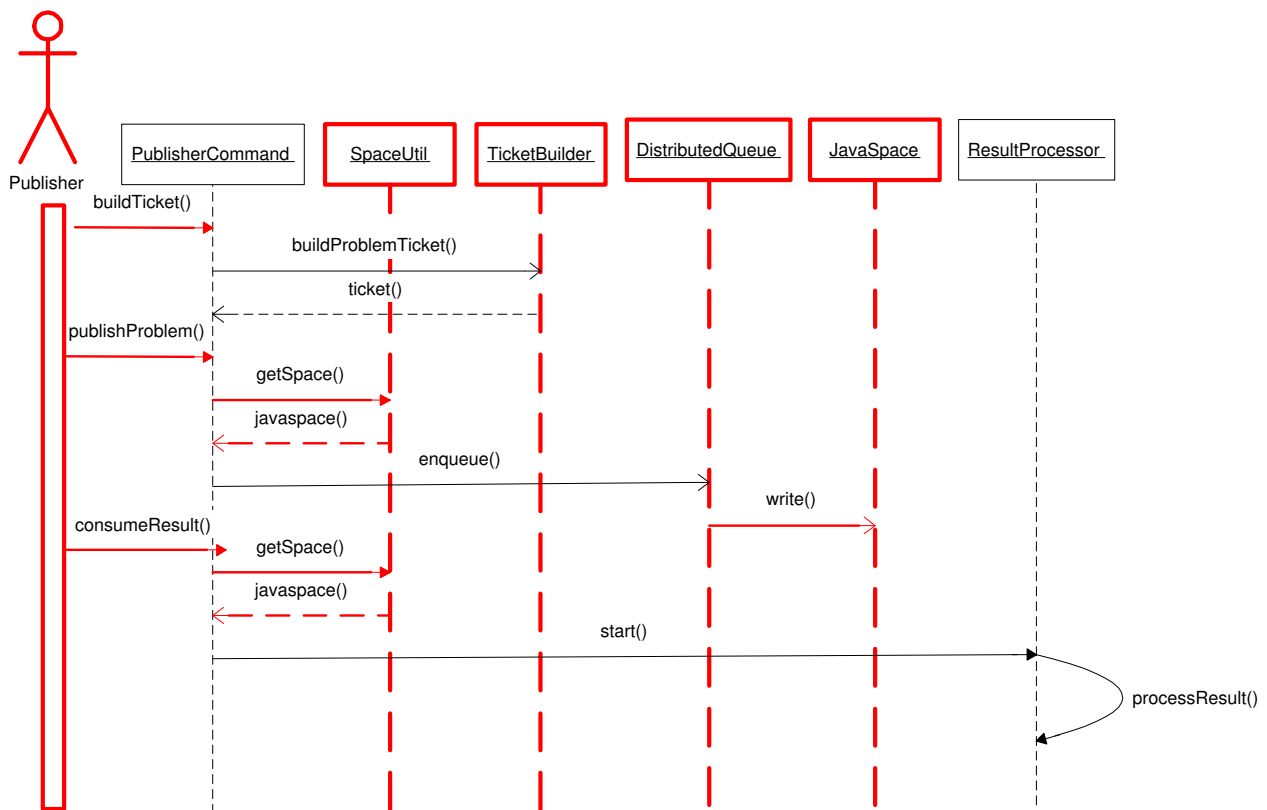 PublisherCommand
SpaceUtil
TicketBuilder
DistributedQueue
JavaSpace
ResultProcessor
Publisher
buildTicket()
buildProblemTicket()
ticket()
publishProblem()
getSpace()
javaspace()
enqueue()
write()
consumeResult()
getSpace()
javaspace()
start()
processResult()